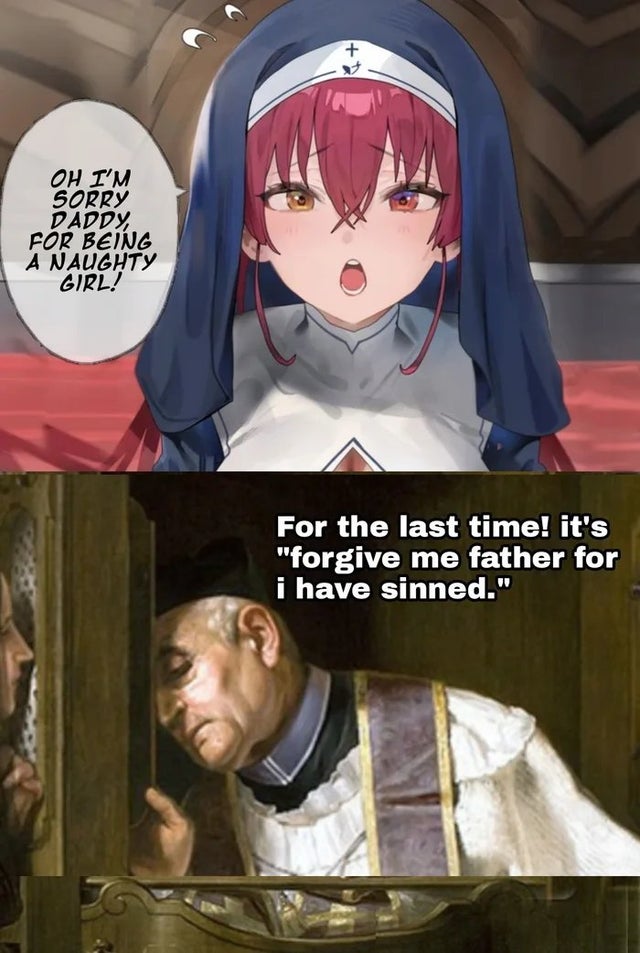 OH I'M
SORRY
DADDY,
FOR BEING
A NAUGHTY
GIRL!
For the last time! it's
"forgive me father for
i have sinned."